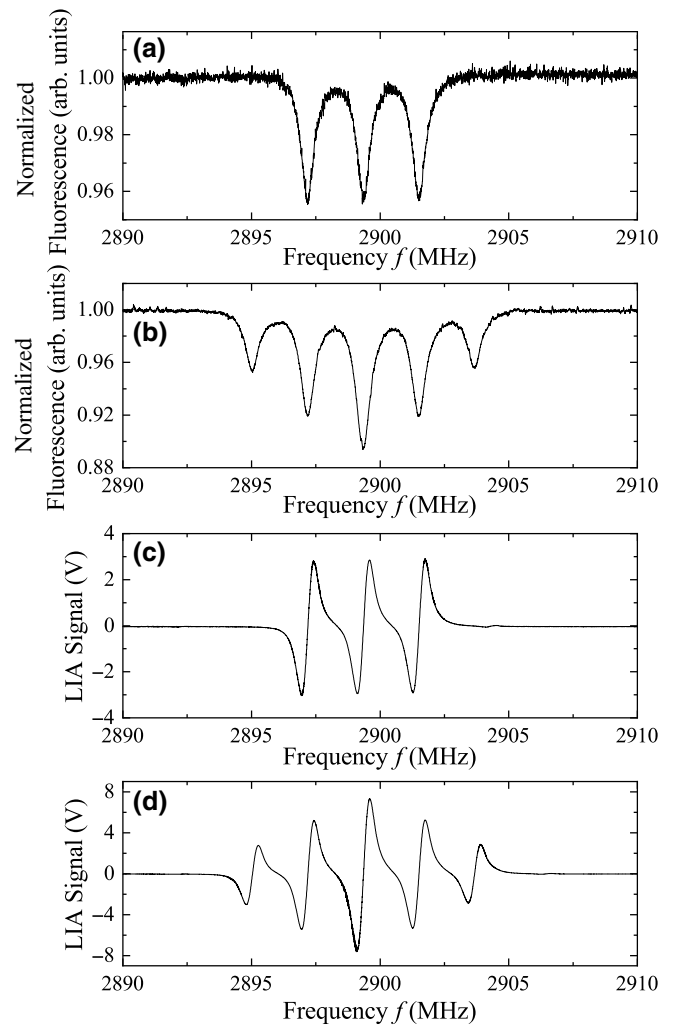 (a)
Normalized
Fluorescence (arb. units)
1.00
0.98
0.96
2890 2895 2900 2905 2910
Frequency f (MHz)
(b)
Normalized
Fluorescence (arb. units)
1.00
0.96
0.92
0.88
2890 2895 2900 2905 2910
Frequency f (MHz)
(c)
LIA Signal (V)
4
2
0
−2
−4
2890 2895 2900 2905 2910
Frequency f (MHz)
(d)
LIA Signal (V)
8
4
0
−4
−8
2890 2895 2900 2905 2910
Frequency f (MHz)